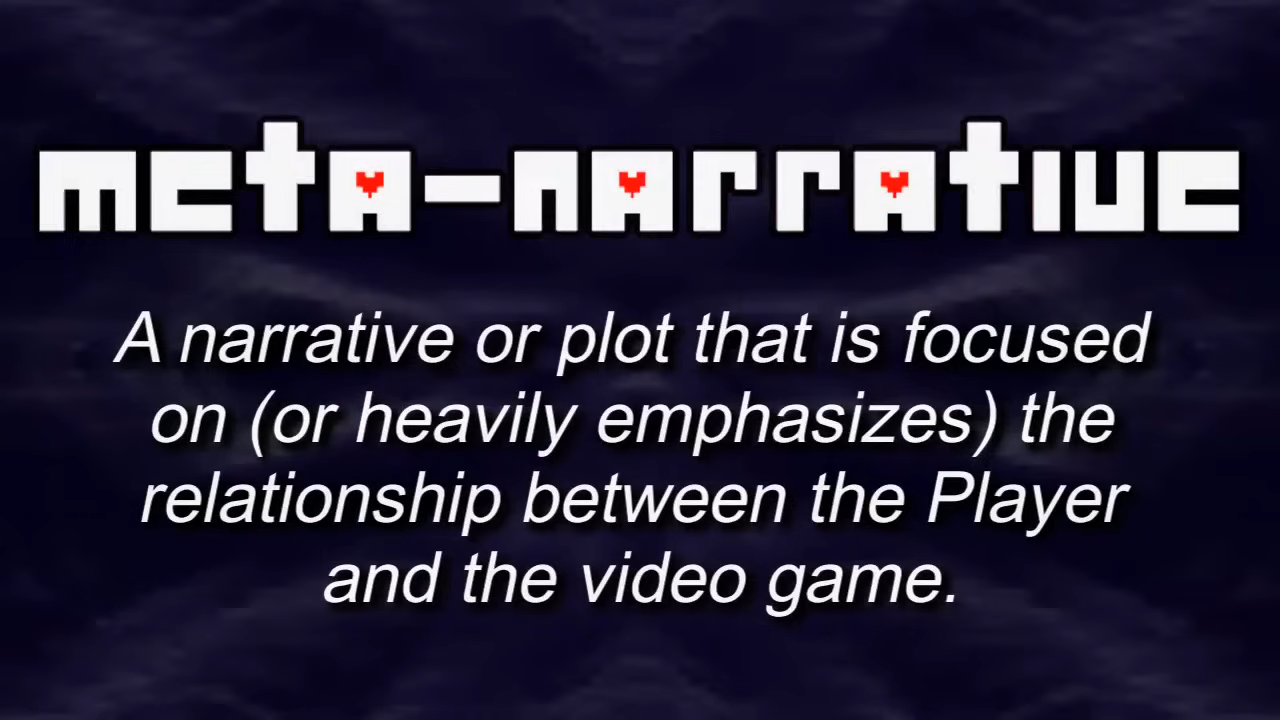 meta-narrative
A narrative or plot that is focused
on (or heavily emphasizes) the
relationship between the Player
and the video game.